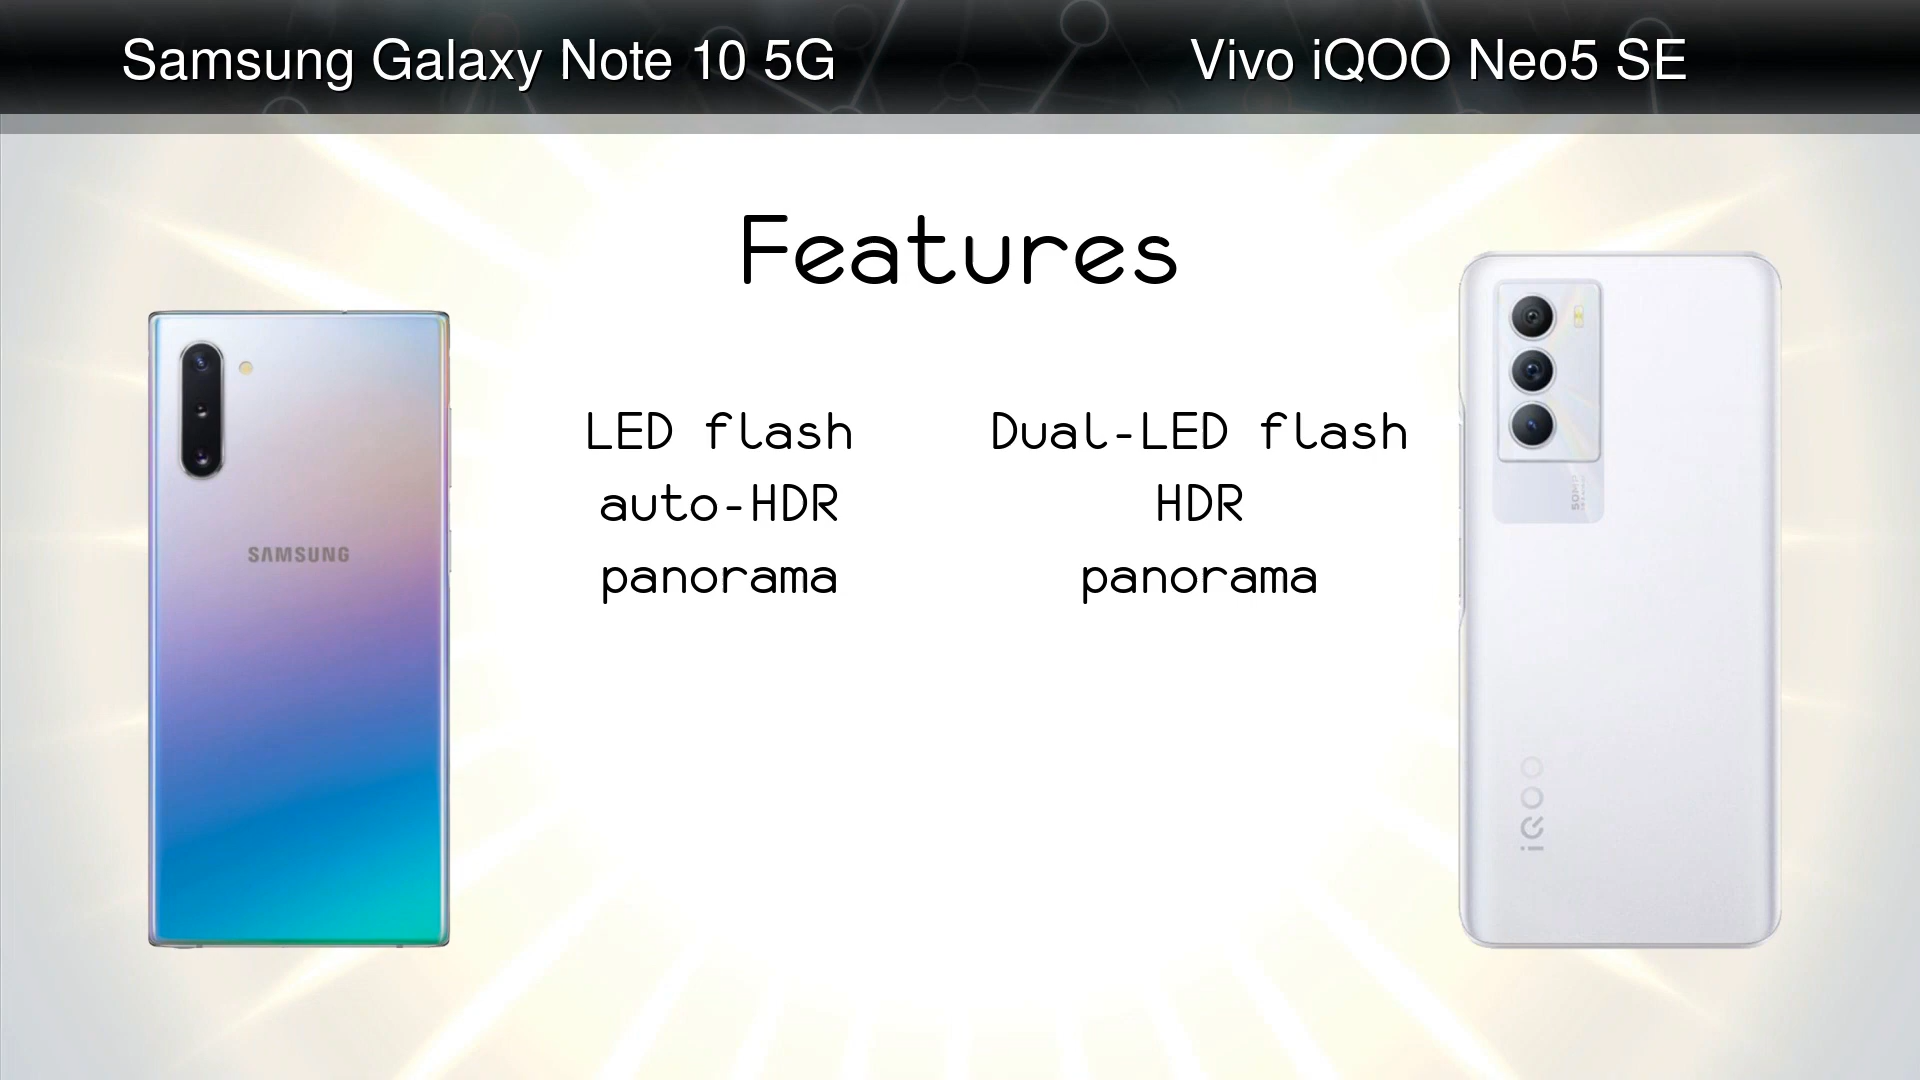 Samsung Galaxy Note 10 5G
Vivo iQOO Neo5 SE
Features
LED flash
auto-HDR
panorama
Dual-LED flash
HDR
panorama
SAMSUNG
50MP
iQOO